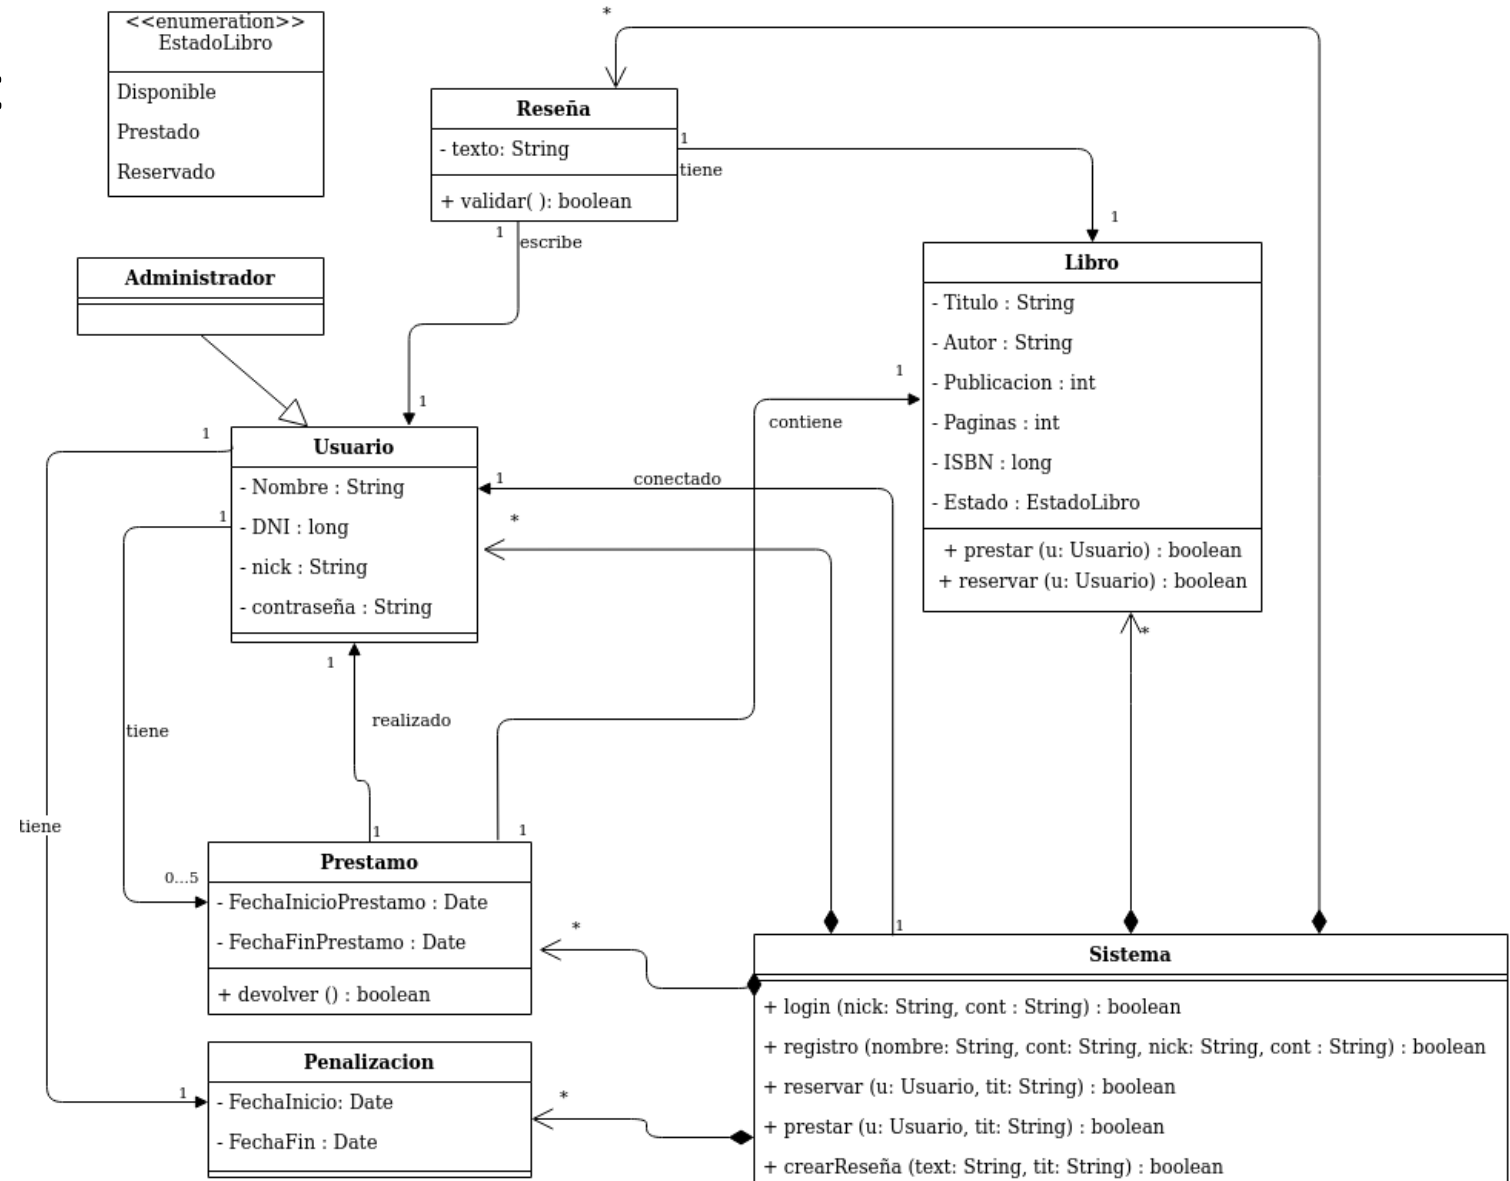 <<enumeration>>
EstadoLibro
Disponible
Prestado
Reservado
*
Reseña
- texto: String
+ validar( ): boolean
1
tiene
1
1
escribe
1
Administrador
Libro
- Titulo : String
- Autor : String
- Publicacion : int
- Paginas : int
- ISBN : long
- Estado : EstadoLibro
+ prestar (u: Usuario) : boolean
+ reservar (u: Usuario) : boolean
1
contiene
1
Usuario
- Nombre : String
- DNI : long
- nick : String
- contraseña : String
1
1
conectado
*
*
1
realizado
tiene
tiene
1
1
0...5
Prestamo
- FechaInicioPrestamo : Date
- FechaFinPrestamo : Date
+ devolver () : boolean
*
1
Sistema
+ login (nick: String, cont : String) : boolean
+ registro (nombre: String, cont: String, nick: String, cont : String) : boolean
+ reservar (u: Usuario, tit: String) : boolean
+ prestar (u: Usuario, tit: String) : boolean
+ crearReseña (text: String, tit: String) : boolean
Penalizacion
- FechaInicio: Date
- FechaFin : Date
1
*